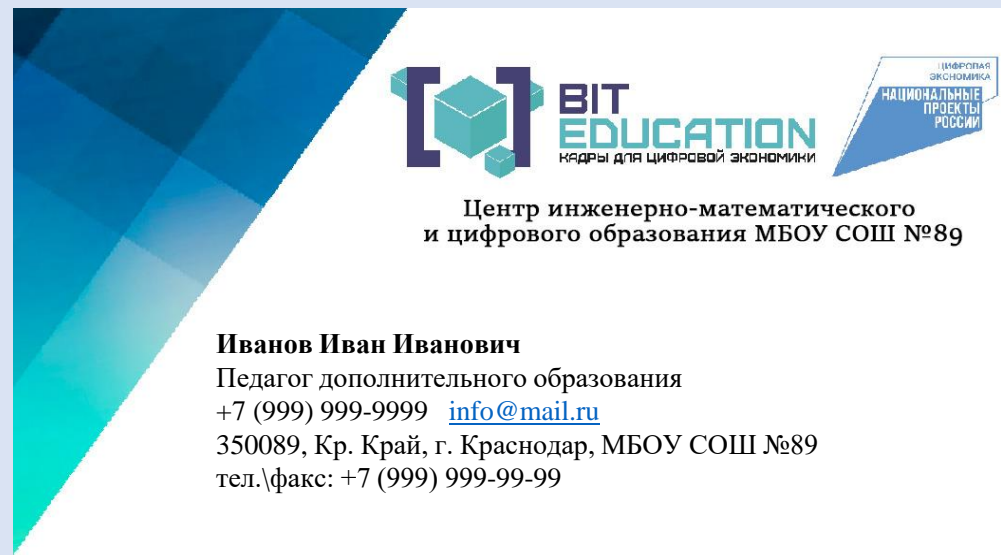 BIT
EDUCATION
КАДРЫ ДЛЯ ЦИФРОВОЙ ЭКОНОМИКИ
ЦИФРОВАЯ
ЭКОНОМИКА
НАЦИОНАЛЬНЫЕ
ПРОЕКТЫ
РОССИИ
Центр инженерно-математического
и цифрового образования МБОУ СОШ №89
Иванов Иван Иванович
Педагог дополнительного образования
+7 (999) 999-9999 info@mail.ru
350089, Кр. Край, г. Краснодар, МБОУ СОШ №89
тел.\факс: +7 (999) 999-99-99